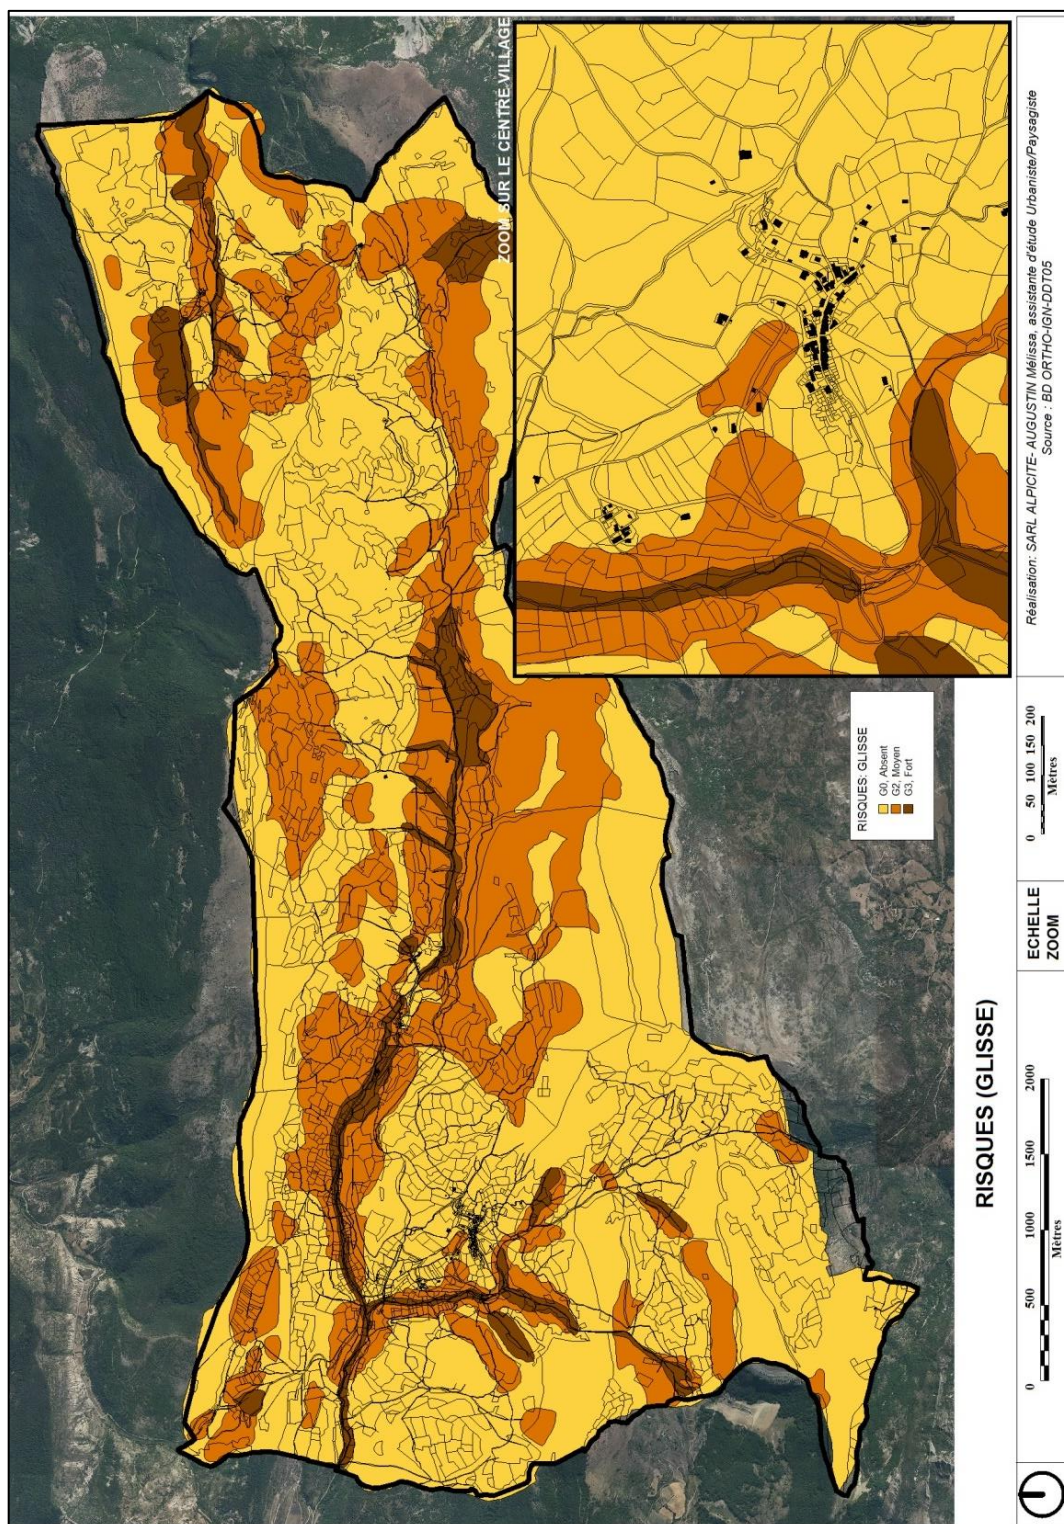 ZOOM SUR LE CENTRE VILLAGE
RISQUES: GLISSE
G0, Absent
G2, Moyen
G3, Fort
RISQUES (GLISSE)
0 500 1000 1500 2000
Mètres
ECHELLE
ZOOM
0 50 100 150 200
Mètres
Réalisation: SARL ALPICITE- AUGUSTIN Mélissa, assistante d'étude Urbaniste/Paysagiste
Source : BD ORTHO-IGN-DDT05